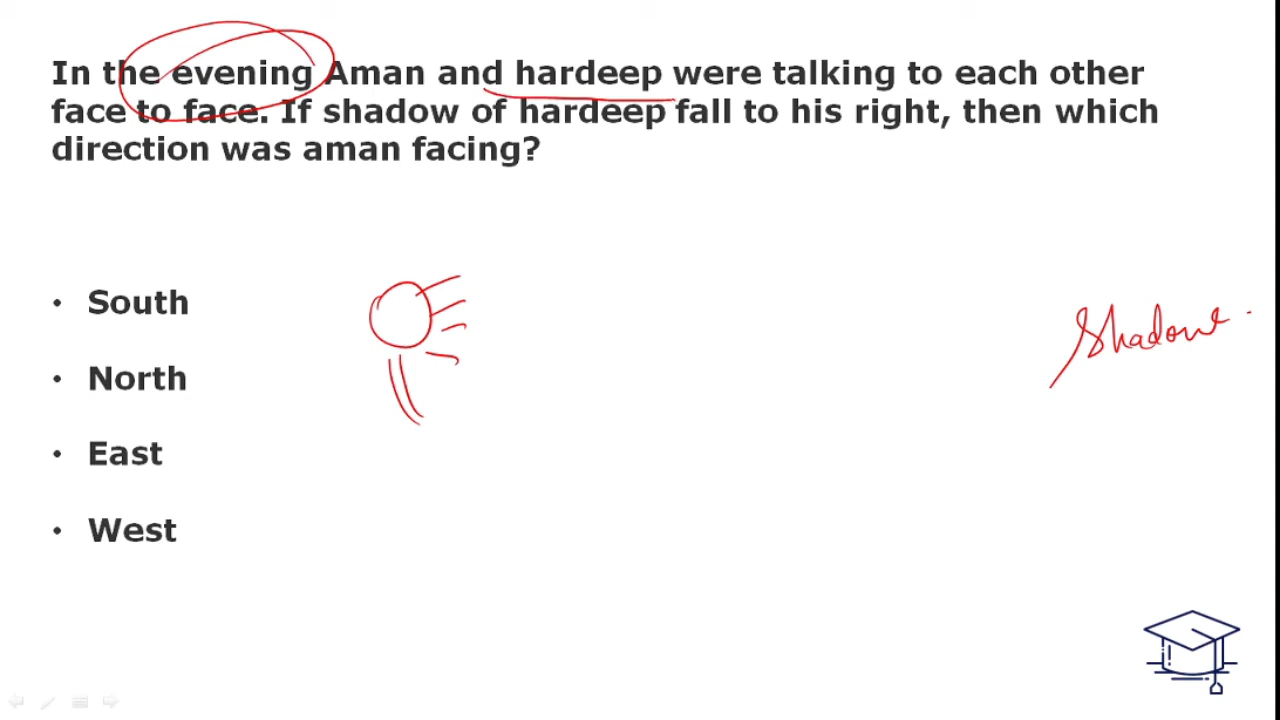 In the evening Aman and hardeep were talking to each other
face to face. If shadow of hardeep fall to his right, then which
direction was aman facing?
• South
Shadow
• North
• East
• West